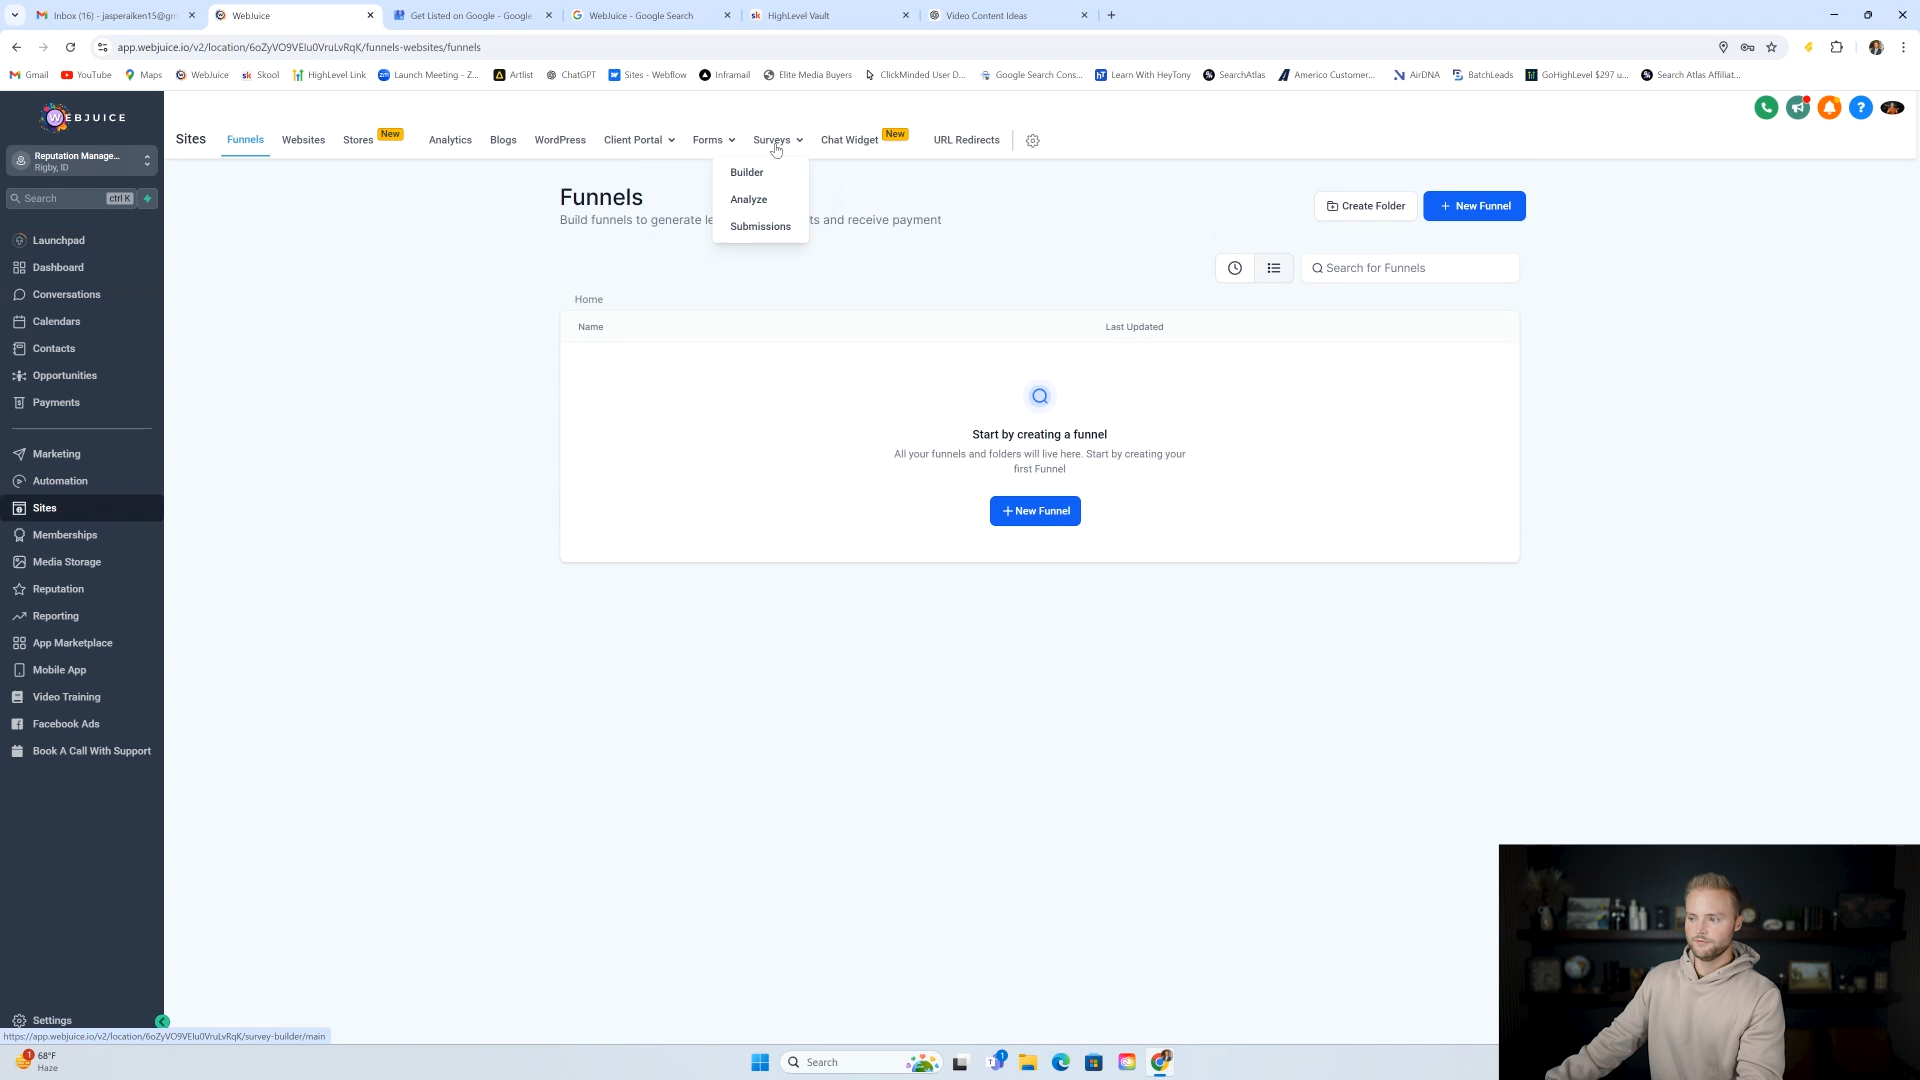 Inbox (16) - jasperaiken15@gm
WebJuice
Get Listed on Google - Google
WebJuice - Google Search
HighLevel Vault
Video Content Ideas
app.webjuice.io/v2/location/6oZyVO9VElu0VruLvRqK/funnels-websites/funnels
Gmail
YouTube
Maps
WebJuice
Skool
HighLevel Link
Launch Meeting - Z...
Artlist
ChatGPT
Sites - Webflow
Inframail
Elite Media Buyers
ClickMinded User D...
Google Search Cons...
Learn With HeyTony
SearchAtlas
Americo Customer...
AirDNA
BatchLeads
GoHighLevel $297 u...
Search Atlas Affiliat...
WEBJUICE
Reputation Manage...
Rigby, ID
Search
ctrl K
Launchpad
Dashboard
Conversations
Calendars
Contacts
Opportunities
Payments
Marketing
Automation
Sites
Memberships
Media Storage
Reputation
Reporting
App Marketplace
Mobile App
Video Training
Facebook Ads
Book A Call With Support
Settings
Sites
Funnels
Websites
Stores
New
Analytics
Blogs
WordPress
Client Portal
Forms
Surveys
Chat Widget
New
URL Redirects
Builder
Analyze
Submissions
Funnels
Build funnels to generate le
ts and receive payment
Create Folder
+ New Funnel
Search for Funnels
Home
Name
Last Updated
Start by creating a funnel
All your funnels and folders will live here. Start by creating your
first Funnel
+ New Funnel
https://app.webjuice.io/v2/location/6oZyVO9VElu0VruLvRqK/survey-builder/main
1
68°F
Haze
Search
1